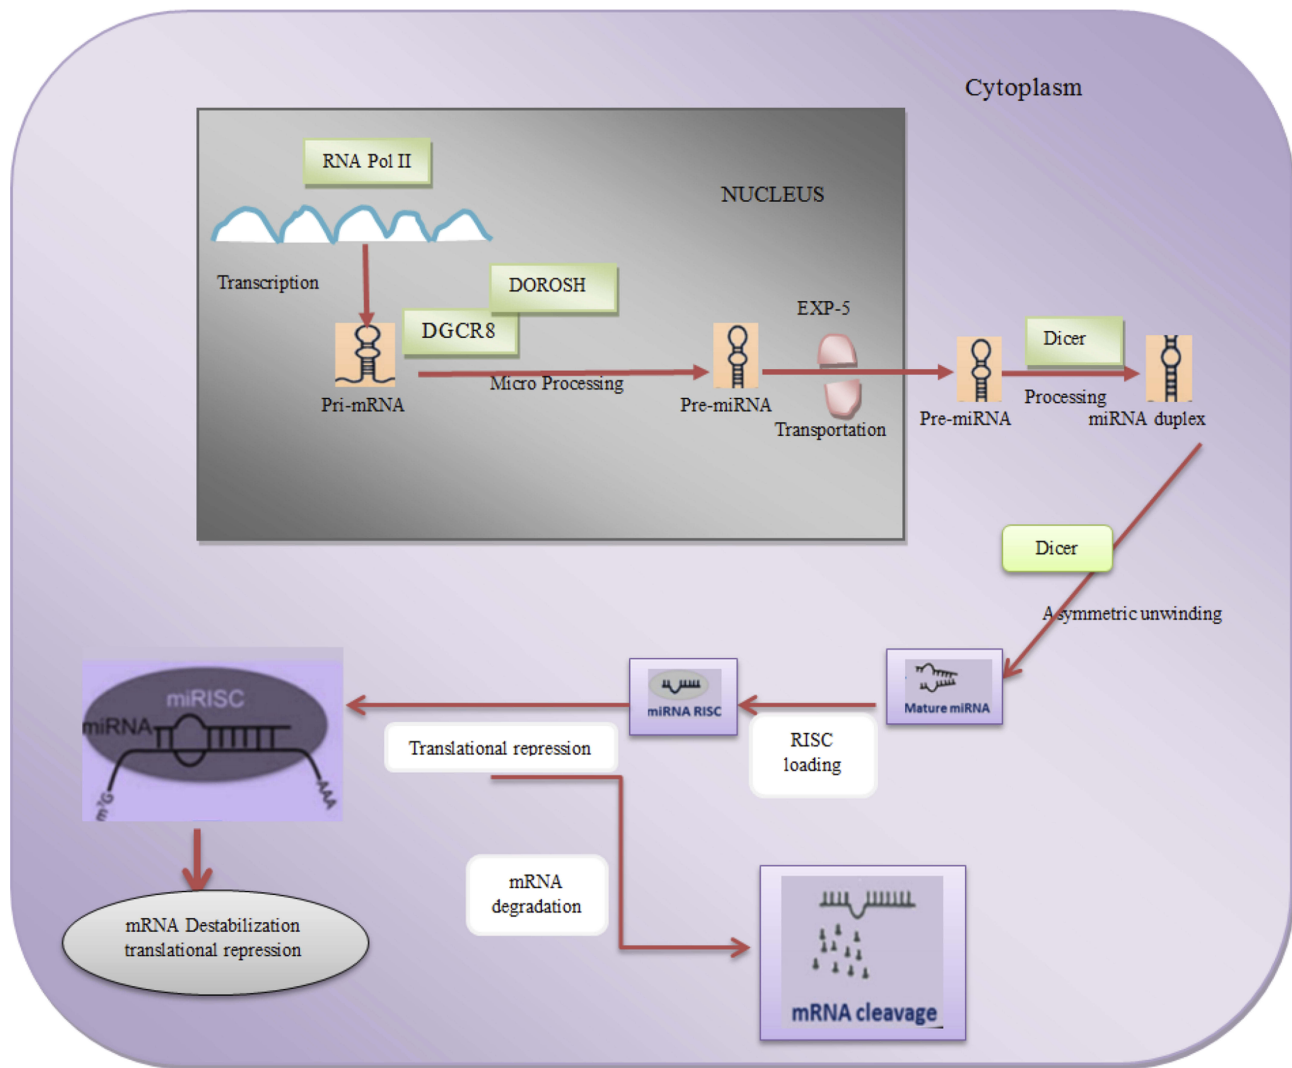 Cytoplasm
RNA Pol II
NUCLEUS
Transcription
DOROSH
EXP-5
DGCR8
Dicer
Micro Processing
Pri-mRNA
Pre-miRNA
Transportation
Pre-miRNA
Processing
miRNA duplex
Dicer
Asymmetric unwinding
miRISC
miRNA
m⁷G
AAA
miRNA RISC
Mature miRNA
Translational repression
RISC
loading
mRNA
degradation
mRNA Destabilization
translational repression
mRNA cleavage